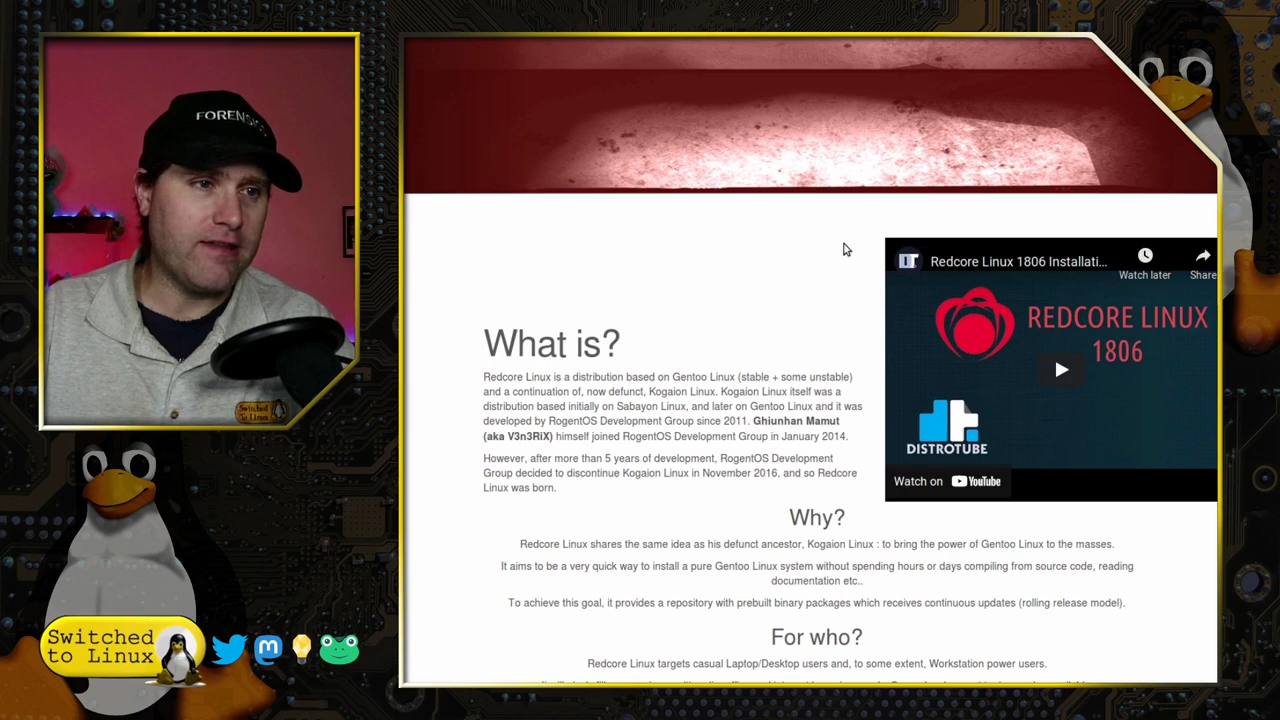 FORENSIC
Switched
to Linux
Redcore Linux 1806 Installati...
Watch later
Share
REDCORE LINUX
1806
DISTROTUBE
Watch on YouTube
What is?
Redcore Linux is a distribution based on Gentoo Linux (stable + some unstable)
and a continuation of, now defunct, Kogaion Linux. Kogaion Linux itself was a
distribution based initially on Sabayon Linux, and later on Gentoo Linux and it was
developed by RogentOS Development Group since 2011. Ghiunhan Mamut
(aka V3n3RiX) himself joined RogentOS Development Group in January 2014.
However, after more than 5 years of development, RogentOS Development
Group decided to discontinue Kogaion Linux in November 2016, and so Redcore
Linux was born.
Why?
Redcore Linux shares the same idea as his defunct ancestor, Kogaion Linux : to bring the power of Gentoo Linux to the masses.
It aims to be a very quick way to install a pure Gentoo Linux system without spending hours or days compiling from source code, reading
documentation etc..
To achieve this goal, it provides a repository with prebuilt binary packages which receives continuous updates (rolling release model).
For who?
Redcore Linux targets casual Laptop/Desktop users and, to some extent, Workstation power users.
Switched
to Linux